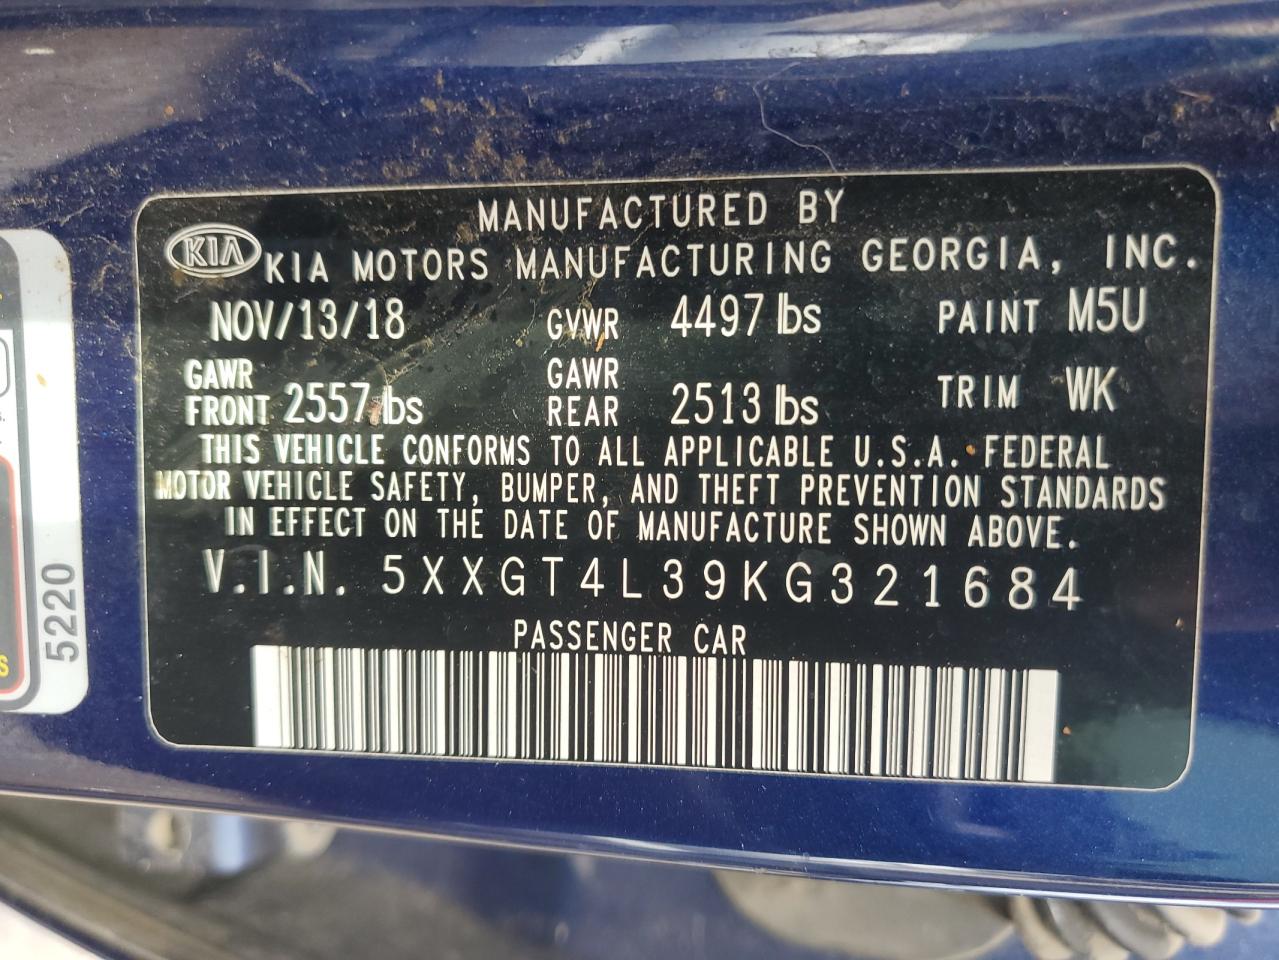 MANUFACTURED BY
KIA KIA MOTORS MANUFACTURING GEORGIA, INC.
NOV/13/18 GVWR 4497 lbs PAINT M5U
GAWR FRONT 2557 lbs GAWR REAR 2513 lbs TRIM WK
THIS VEHICLE CONFORMS TO ALL APPLICABLE U.S.A. FEDERAL
MOTOR VEHICLE SAFETY, BUMPER, AND THEFT PREVENTION STANDARDS
IN EFFECT ON THE DATE OF MANUFACTURE SHOWN ABOVE.
V.I.N. 5XXGT4L39KG321684
PASSENGER CAR
5220